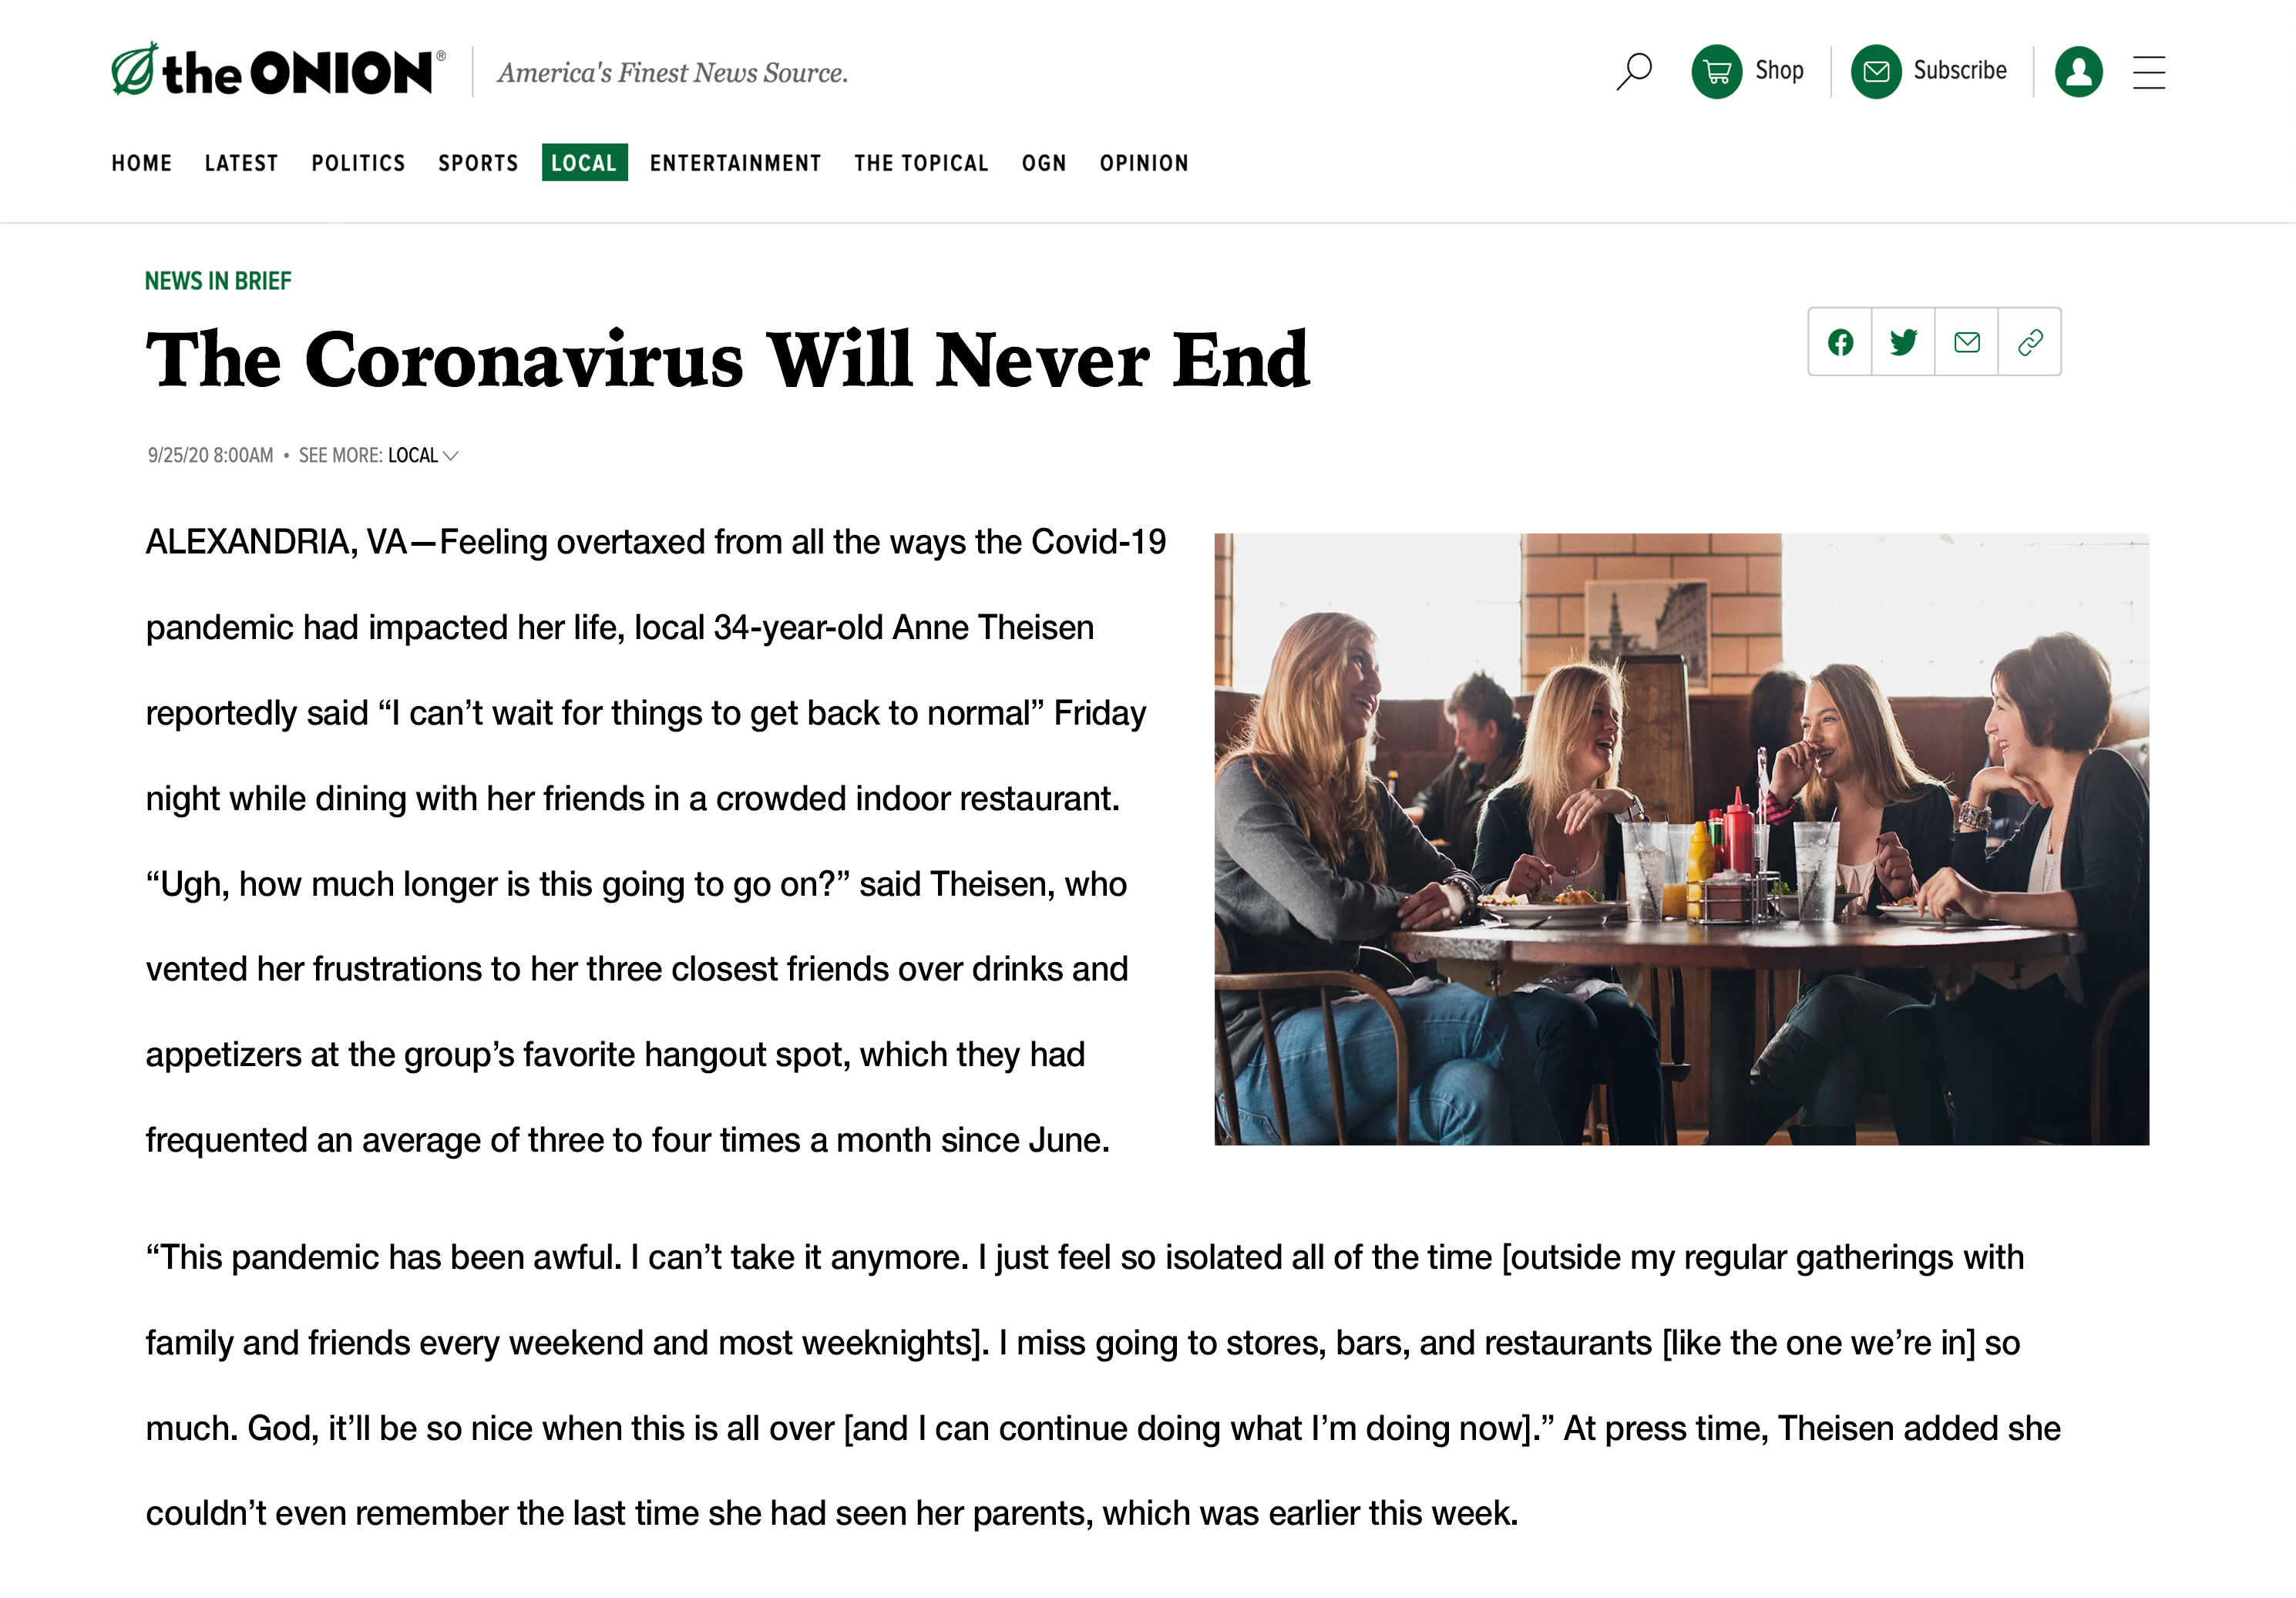 the ONION®
America's Finest News Source.
Shop
Subscribe
HOME LATEST POLITICS SPORTS LOCAL ENTERTAINMENT THE TOPICAL OGN OPINION
NEWS IN BRIEF
The Coronavirus Will Never End
9/25/20 8:00AM • SEE MORE: LOCAL
ALEXANDRIA, VA—Feeling overtaxed from all the ways the Covid-19
pandemic had impacted her life, local 34-year-old Anne Theisen
reportedly said “I can’t wait for things to get back to normal” Friday
night while dining with her friends in a crowded indoor restaurant.
“Ugh, how much longer is this going to go on?” said Theisen, who
vented her frustrations to her three closest friends over drinks and
appetizers at the group’s favorite hangout spot, which they had
frequented an average of three to four times a month since June.
“This pandemic has been awful. I can’t take it anymore. I just feel so isolated all of the time [outside my regular gatherings with
family and friends every weekend and most weeknights]. I miss going to stores, bars, and restaurants [like the one we’re in] so
much. God, it’ll be so nice when this is all over [and I can continue doing what I’m doing now].” At press time, Theisen added she
couldn’t even remember the last time she had seen her parents, which was earlier this week.